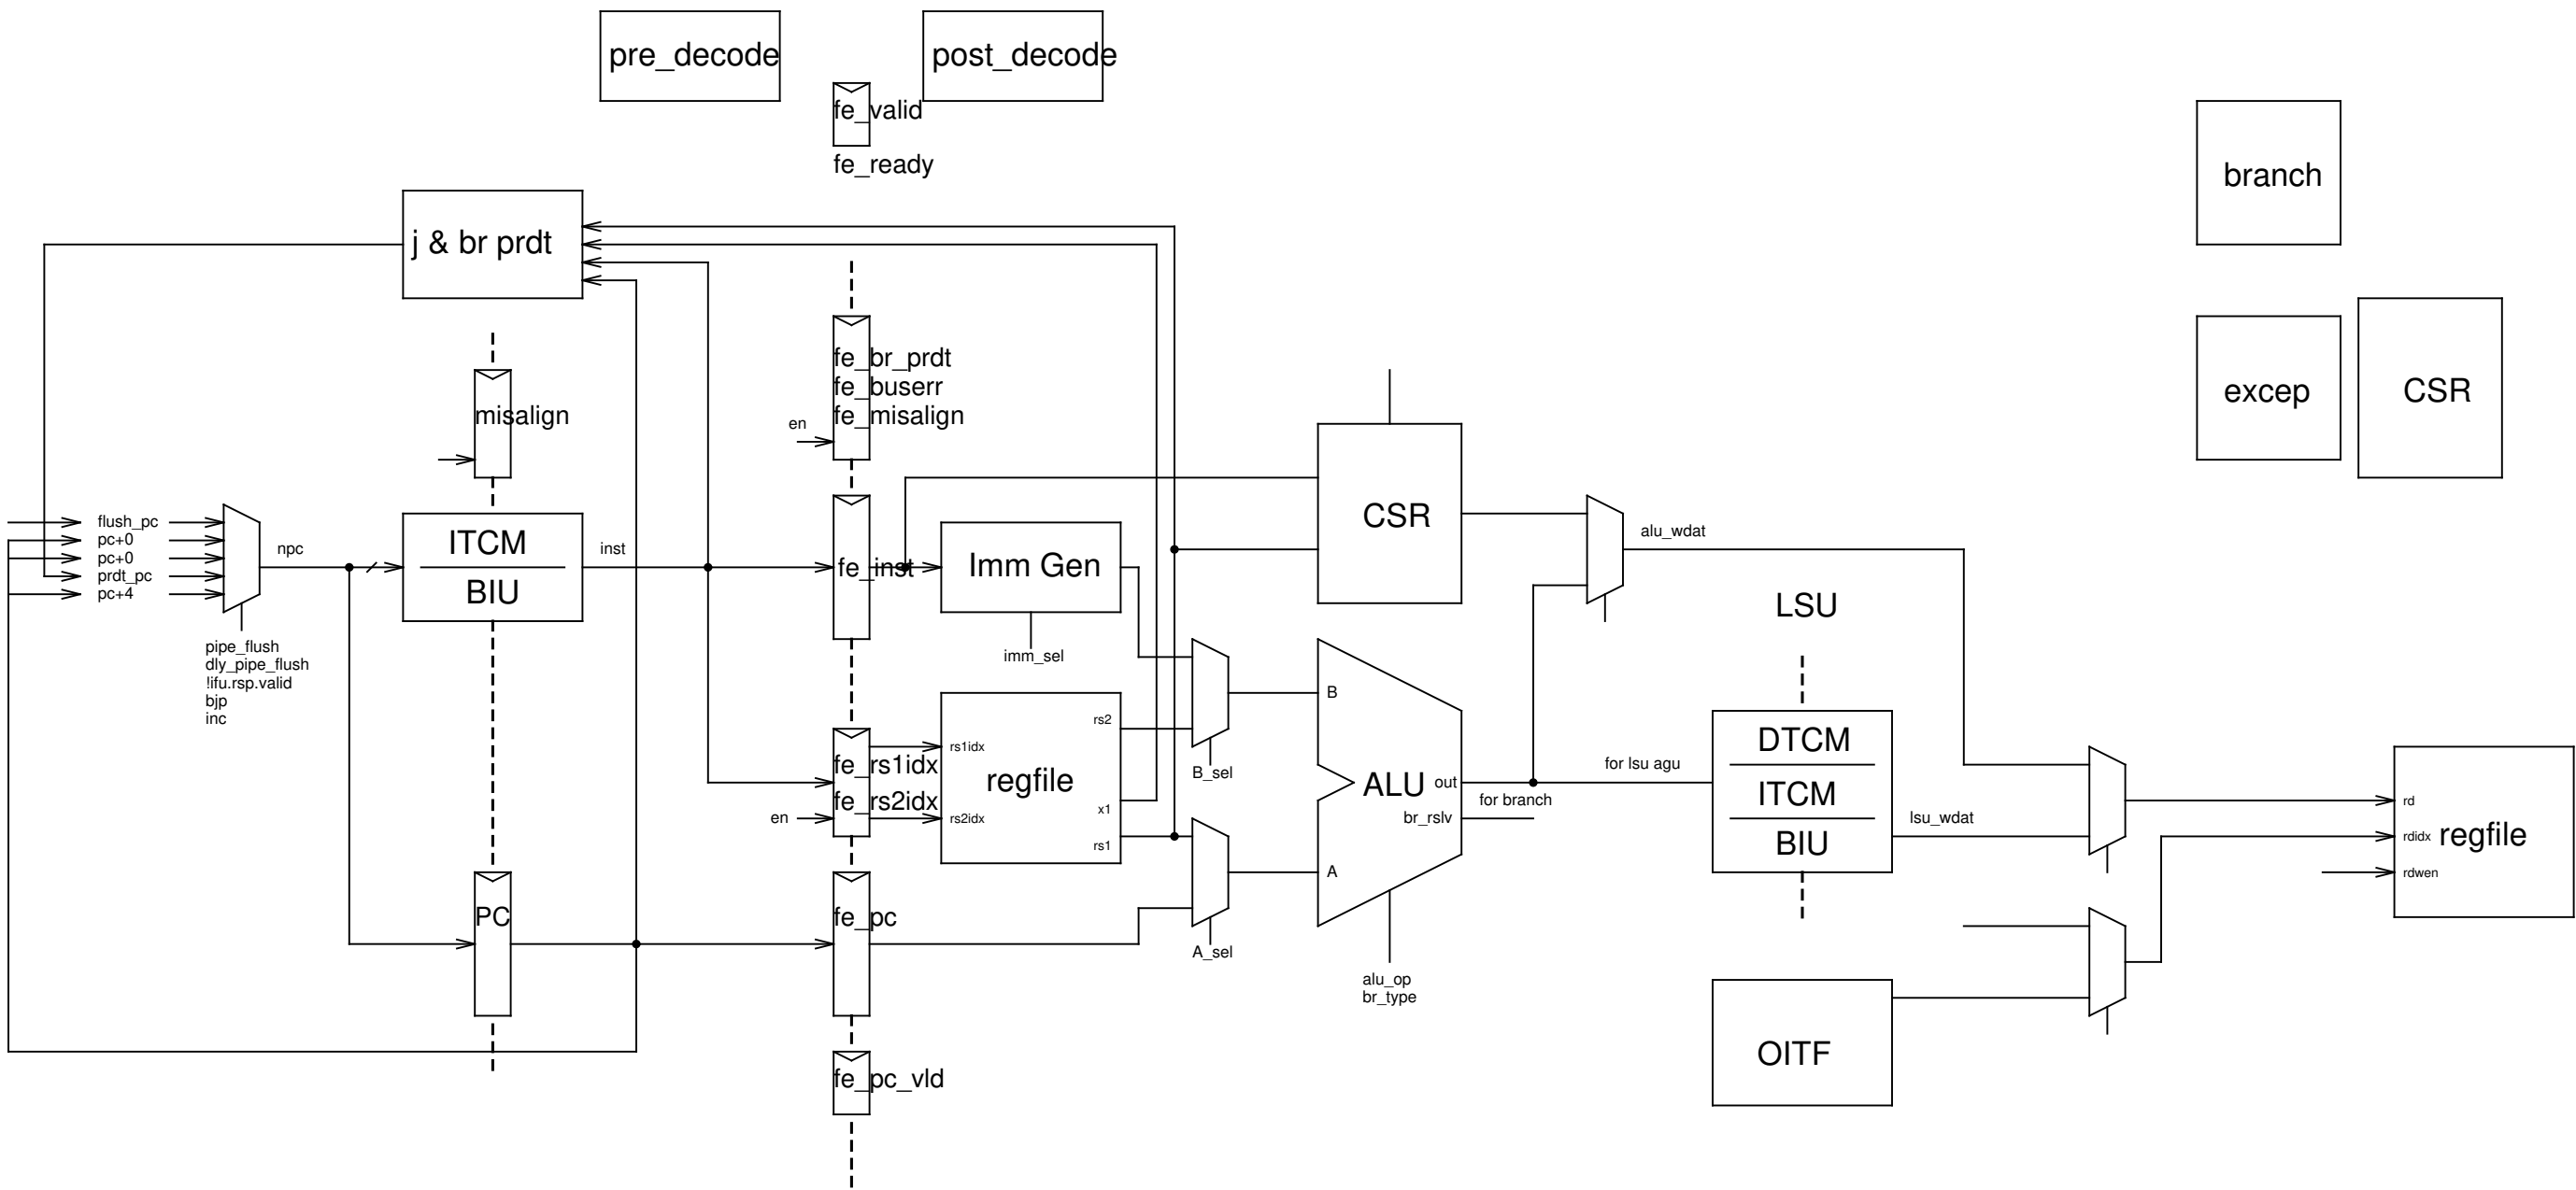 pre_decode
post_decode
fe_valid
fe_ready
branch
j & br prdt
fe_br_prdt
fe_buserr
fe_misalign
en
misalign
excep
CSR
flush_pc
pc+0
pc+0
prdt_pc
pc+4
npc
pipe_flush
dly_pipe_flush
!ifu.rsp.valid
bjp
inc
ITCM
BIU
inst
fe_inst
Imm Gen
imm_sel
CSR
alu_wdat
LSU
fe_rs1idx
fe_rs2idx
en
rs1idx
rs2idx
regfile
rs2
x1
rs1
B_sel
A_sel
B
A
ALU
out
br_rslv
for branch
alu_op
br_type
for lsu agu
DTCM
ITCM
BIU
lsu_wdat
rd
rdidx
rdwen
regfile
PC
fe_pc
fe_pc_vld
OITF